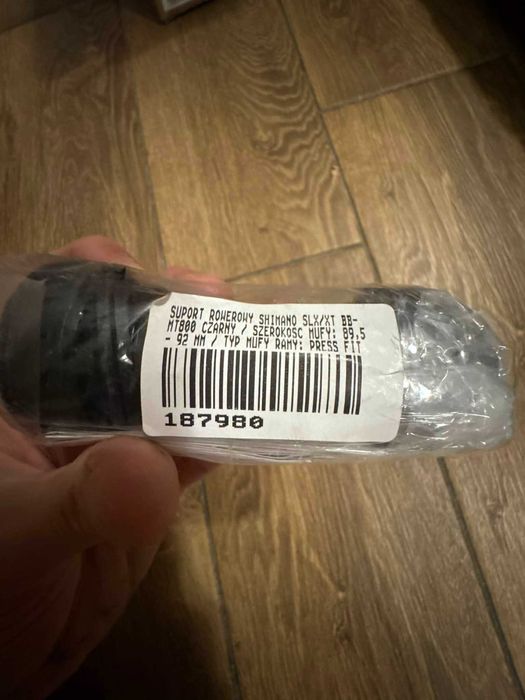 SUPORT ROWEROWY SHIMANO SLX/XT BB-
MT800 CZARNY / SZEROKOSC MUFY: 89,5
- 92 MM / TYP MUFY RAMY: PRESS FIT
187980